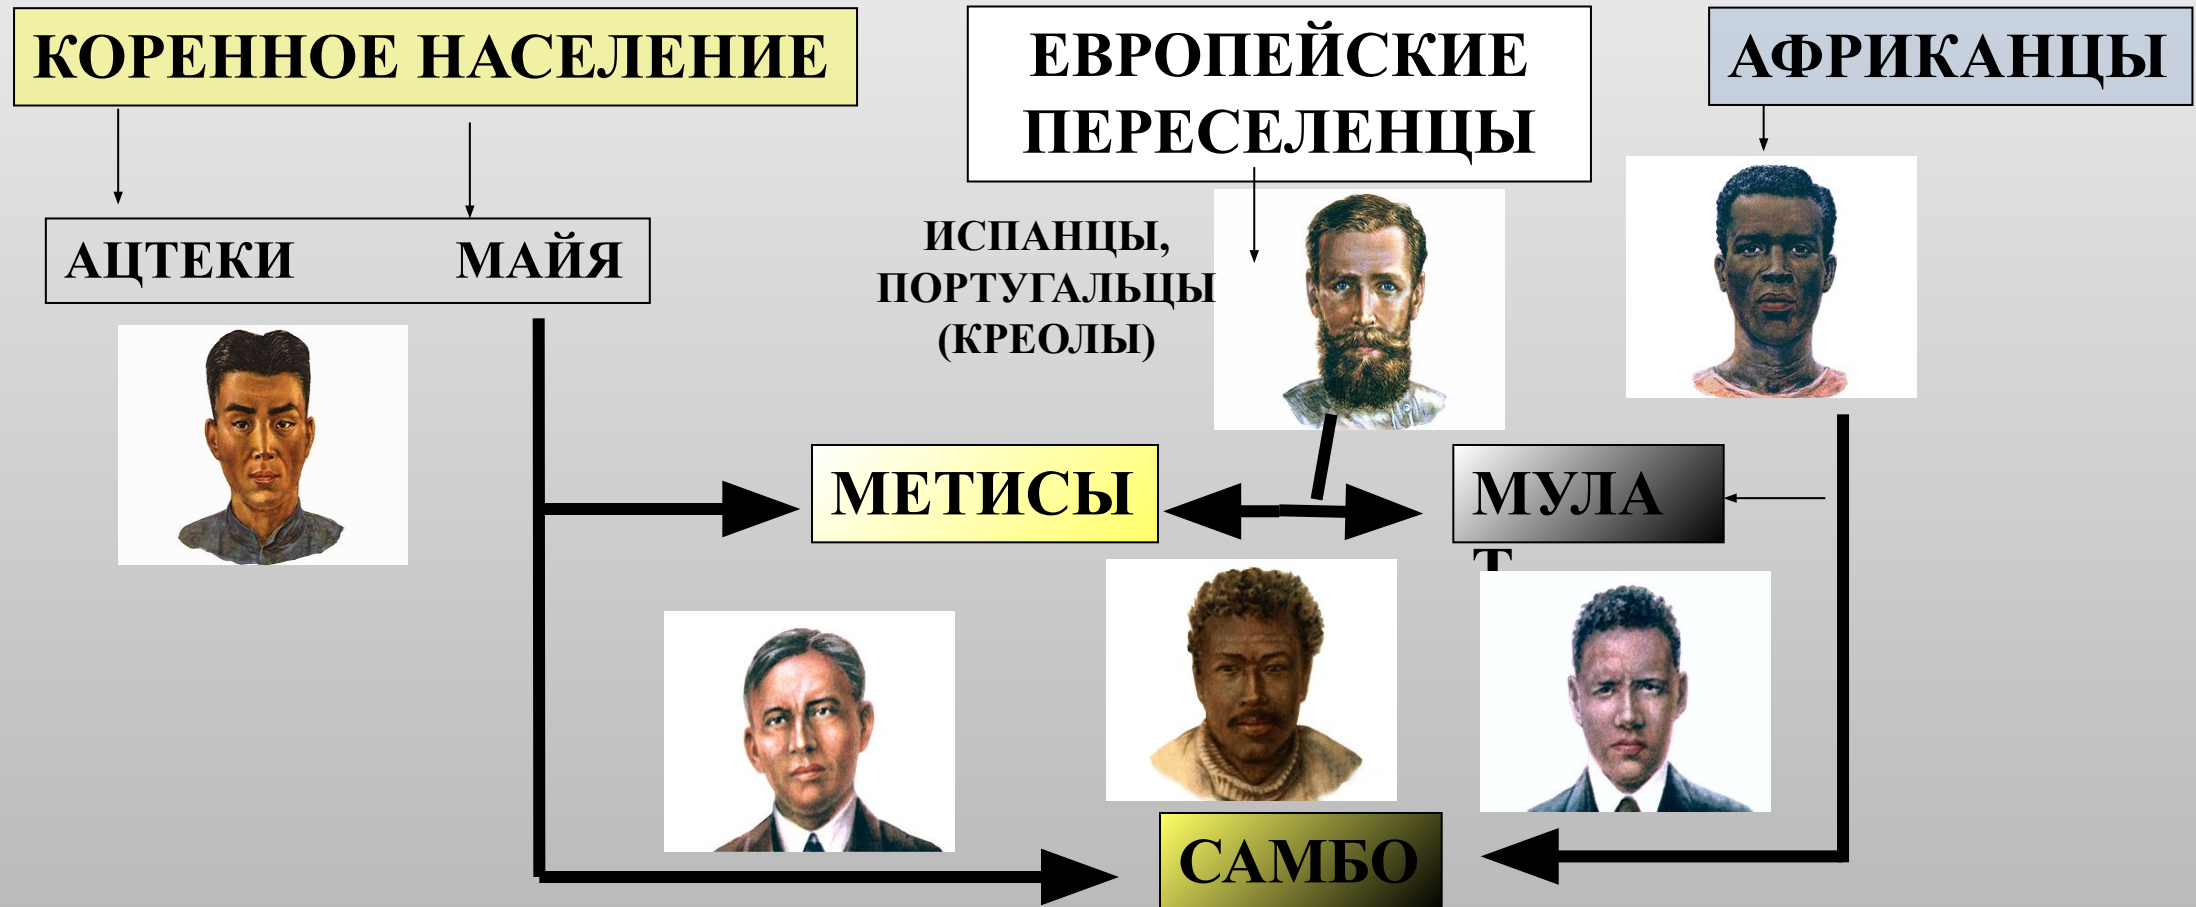 КОРЕННОЕ НАСЕЛЕНИЕ
ЕВРОПЕЙСКИЕ
ПЕРЕСЕЛЕНЦЫ
АФРИКАНЦЫ
АЦТЕКИ МАЙЯ
ИСПАНЦЫ,
ПОРТУГАЛЬЦЫ
(КРЕОЛЫ)
МЕТИСЫ
МУЛА
Т
САМБО